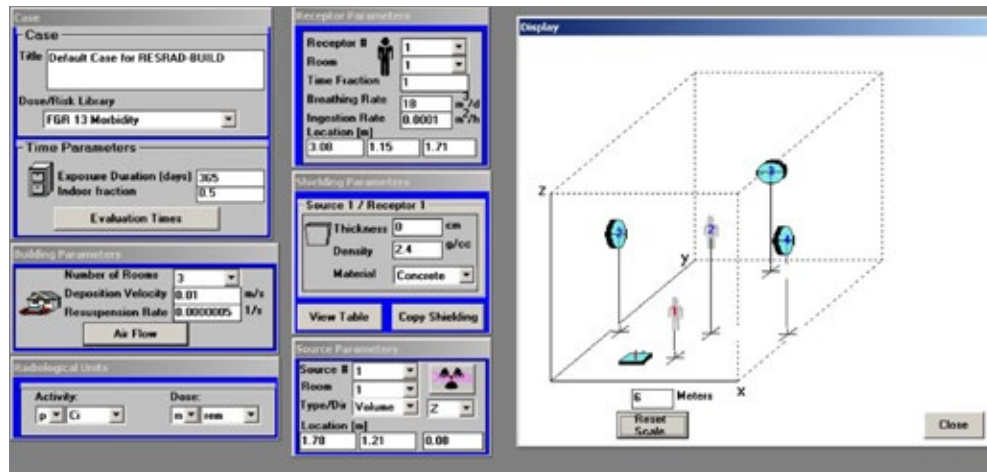 Case
Case
Title Default Case for RESRAD-BUILD
Dose/Risk Library
FGR 13 Morbidity
Time Parameters
Exposure Duration (days) 365
Indoor fraction 0.5
Evaluation Times
Building Parameters
Number of Rooms 3
Deposition Velocity 0.01 m/s
Resuspension Rate 0.0000005 1/s
Air Flow
Radiological Units
Activity: Dose:
p Ci m rem
Receptor Parameters
Receptor # 1
Room 1
Time Fraction 1
Breathing Rate 18 m3/d
Ingestion Rate 0.0001 m2/h
Location [m]
3.08 1.15 1.71
Shielding Parameters
Source 1 / Receptor 1
Thickness 0 cm
Density 2.4 g/cc
Material Concrete
View Table Copy Shielding
Source Parameters
Source # 1
Room 1
Type/Dir Volume Z
Location [m]
1.78 1.21 0.08
Display
3
z
2
y
1
x
6 Meters
Reset
Scale
Close